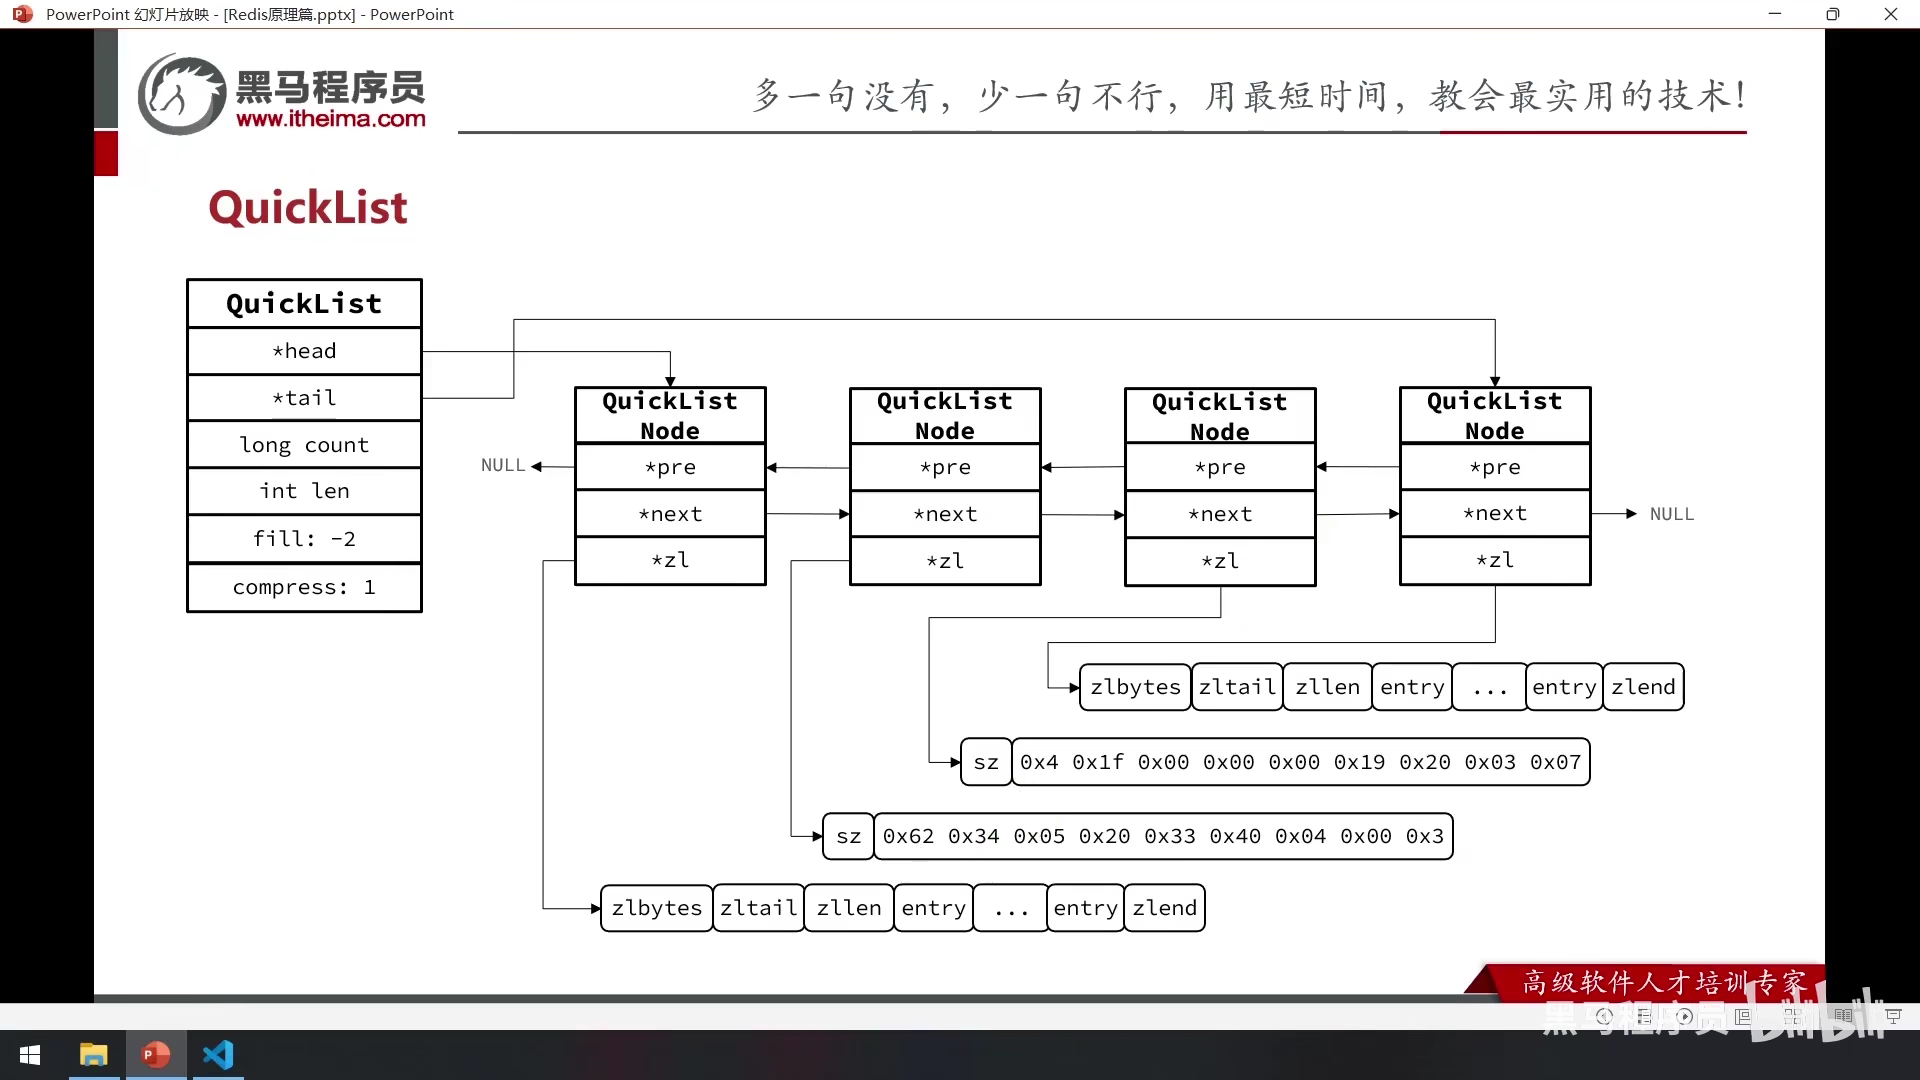 PowerPoint 幻灯片放映 - [Redis原理篇.pptx] - PowerPoint
黑马程序员
www.itheima.com
多一句没有，少一句不行，用最短时间，教会最实用的技术！
QuickList
QuickList
*head
*tail
long count
int len
fill: -2
compress: 1
QuickList
Node
*pre
*next
*zl
QuickList
Node
*pre
*next
*zl
QuickList
Node
*pre
*next
*zl
QuickList
Node
*pre
*next
*zl
NULL
NULL
zlbytes zltail zllen entry ... entry zlend
sz 0x4 0x1f 0x00 0x00 0x00 0x19 0x20 0x03 0x07
sz 0x62 0x34 0x05 0x20 0x33 0x40 0x04 0x00 0x3
zlbytes zltail zllen entry ... entry zlend
高级软件人才培训专家
黑马程序员 bilibili